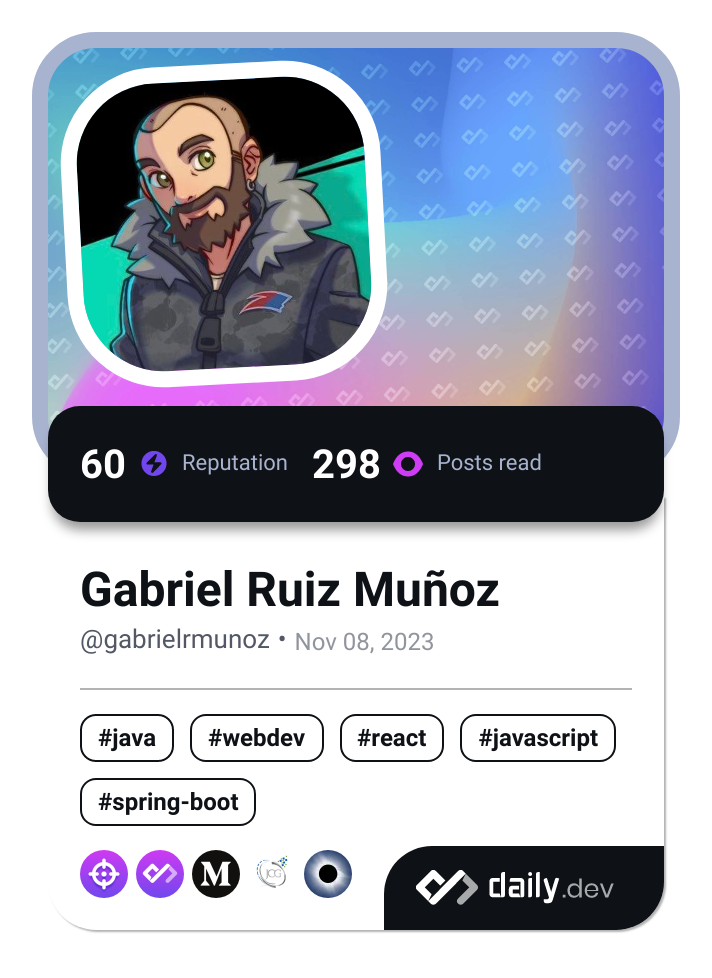 60 Reputation 298 Posts read
Gabriel Ruiz Muñoz
@gabrielrmunoz • Nov 08, 2023
#java #webdev #react #javascript
#spring-boot
M JCG daily.dev